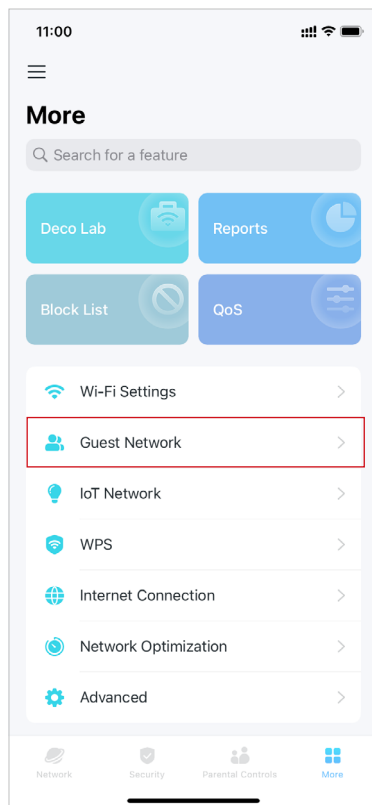 11:00
More
Search for a feature
Deco Lab
Reports
Block List
QoS
Wi-Fi Settings
Guest Network
IoT Network
WPS
Internet Connection
Network Optimization
Advanced
Network
Security
Parental Controls
More